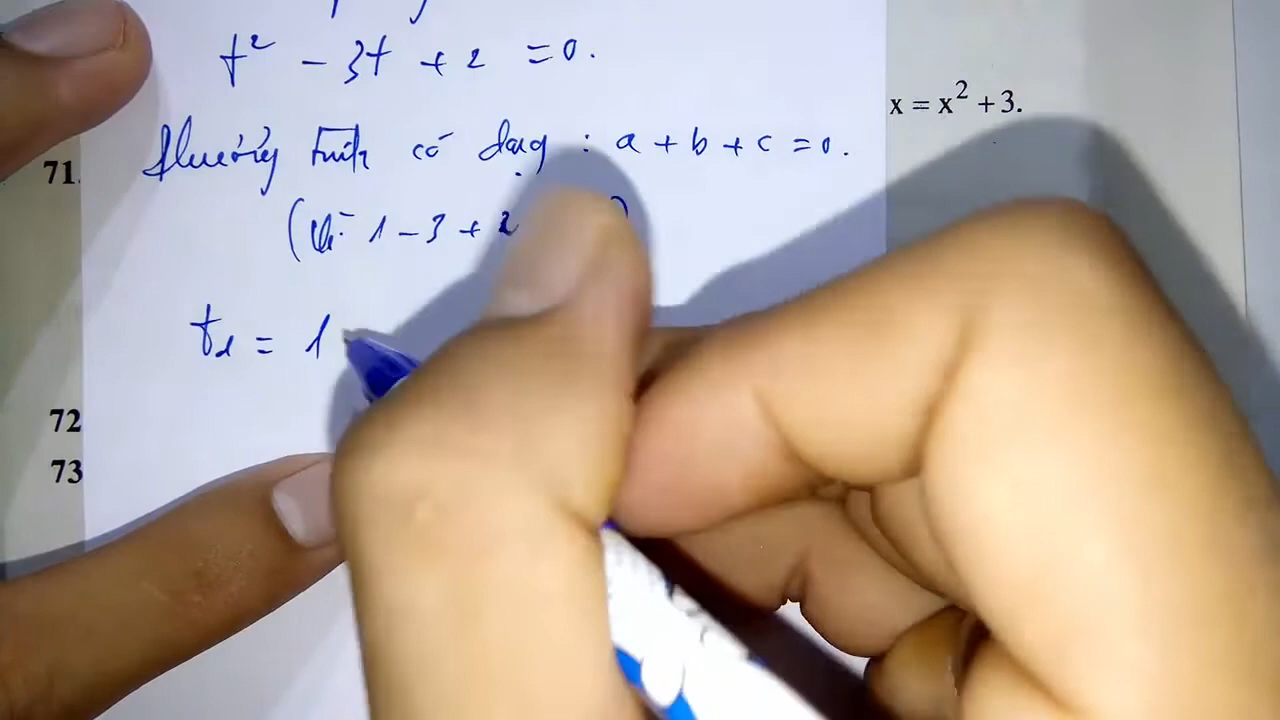 t² - 3t + 2 = 0.
x = x² + 3.
Phương trình có dạng : a + b + c = 0.
71.
(Vì 1 - 3 + 2 )
t₁ = 1
72
73